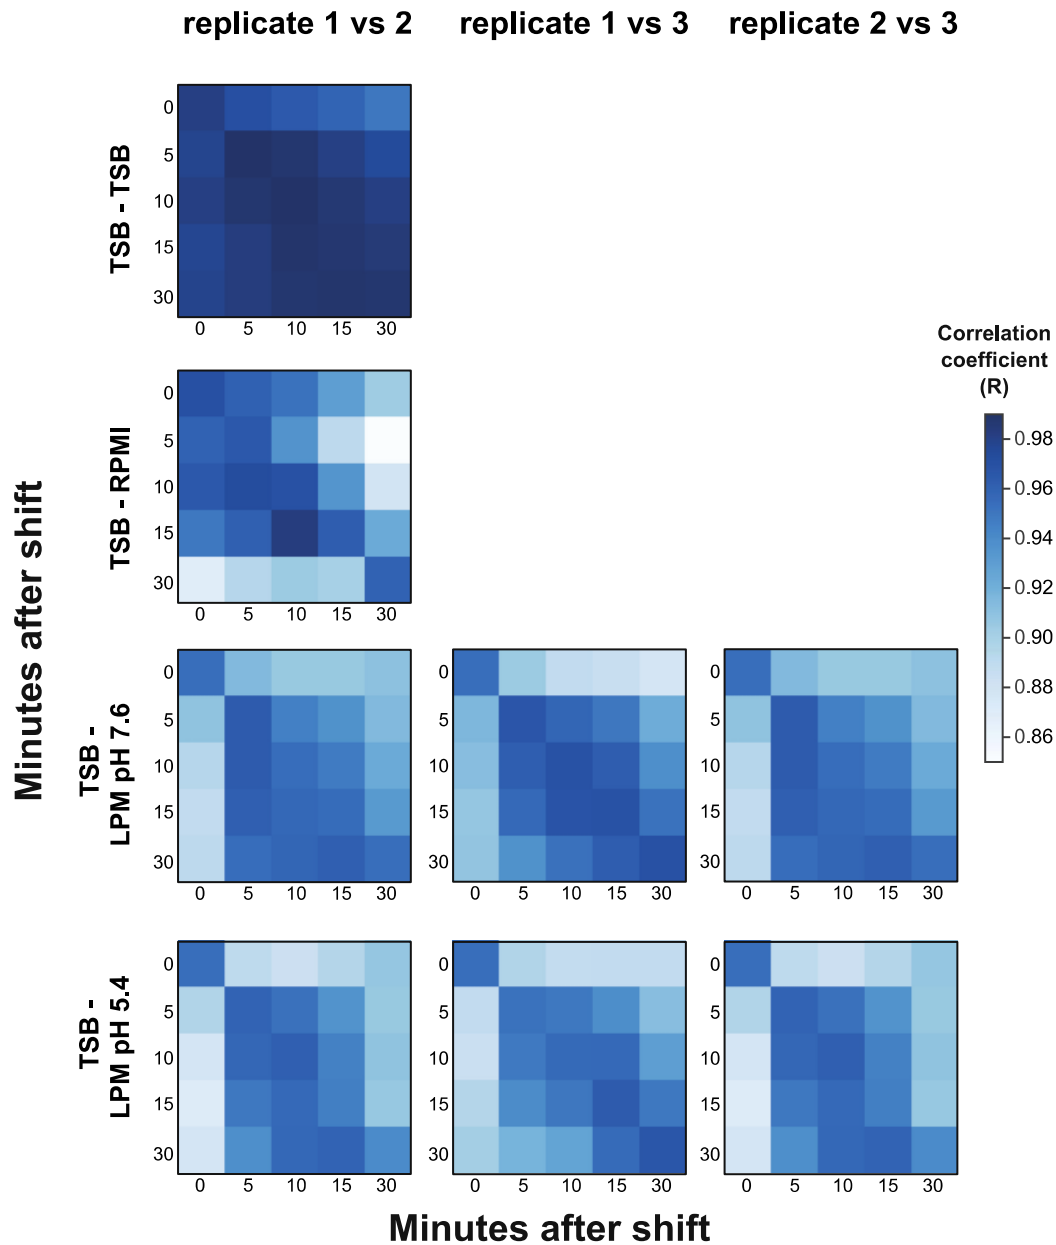 replicate 1 vs 2
replicate 1 vs 3
replicate 2 vs 3
Minutes after shift
TSB - TSB
0
5
10
15
30
0 5 10 15 30
TSB - RPMI
0
5
10
15
30
0 5 10 15 30
Correlation
coefficient
(R)
0.98
0.96
0.94
0.92
0.90
0.88
0.86
TSB -
LPM pH 7.6
0
5
10
15
30
0 5 10 15 30
0
5
10
15
30
0 5 10 15 30
0
5
10
15
30
0 5 10 15 30
TSB -
LPM pH 5.4
0
5
10
15
30
0 5 10 15 30
0
5
10
15
30
0 5 10 15 30
0
5
10
15
30
0 5 10 15 30
Minutes after shift